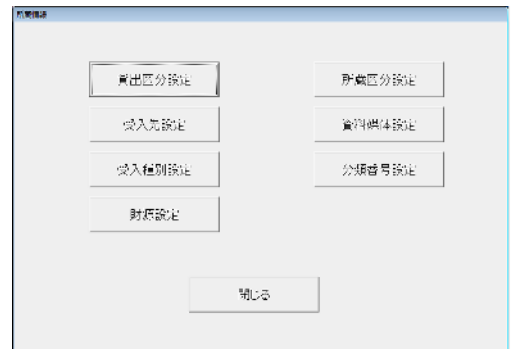 所蔵情報
貸出区分設定
所蔵区分設定
受入先設定
資料媒体設定
受入種別設定
分類番号設定
財源設定
閉じる